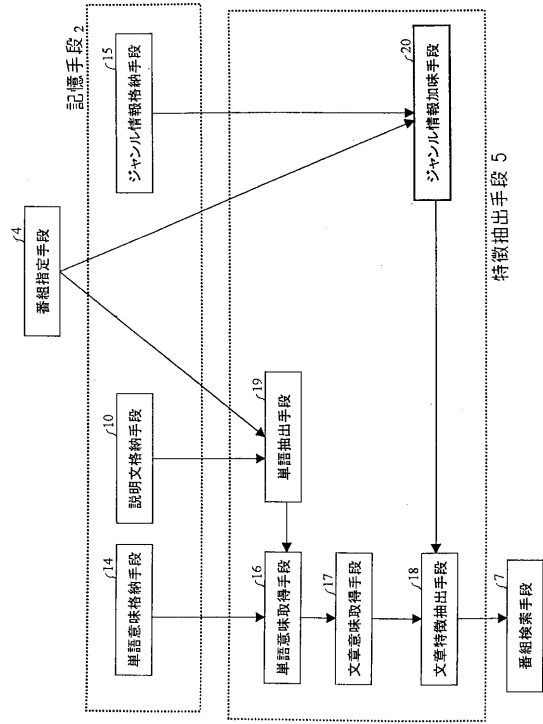 番組指定手段
4
記憶手段 2
単語意味格納手段
14
説明文格納手段
10
ジャンル情報格納手段
15
特徴抽出手段 5
単語抽出手段
19
単語意味取得手段
16
文章意味取得手段
17
文章特徴抽出手段
18
ジャンル情報加味手段
20
番組検索手段
7